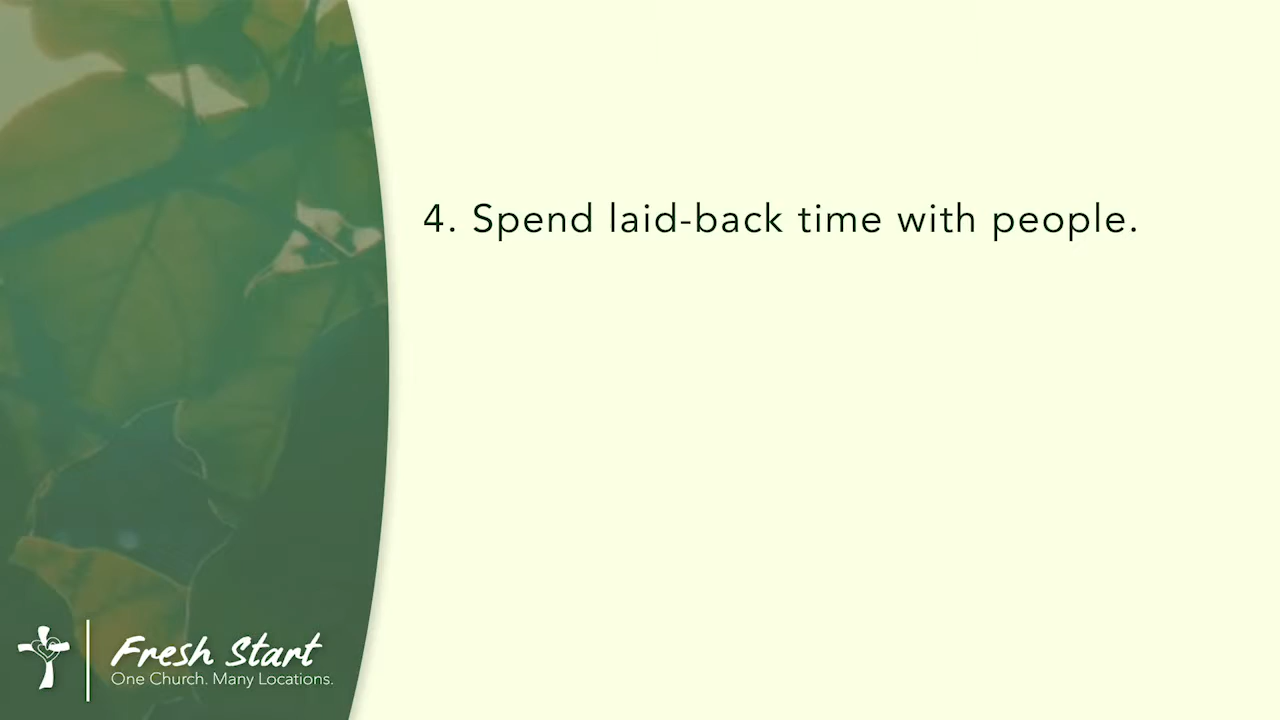 4. Spend laid-back time with people.
Fresh Start
One Church. Many Locations.